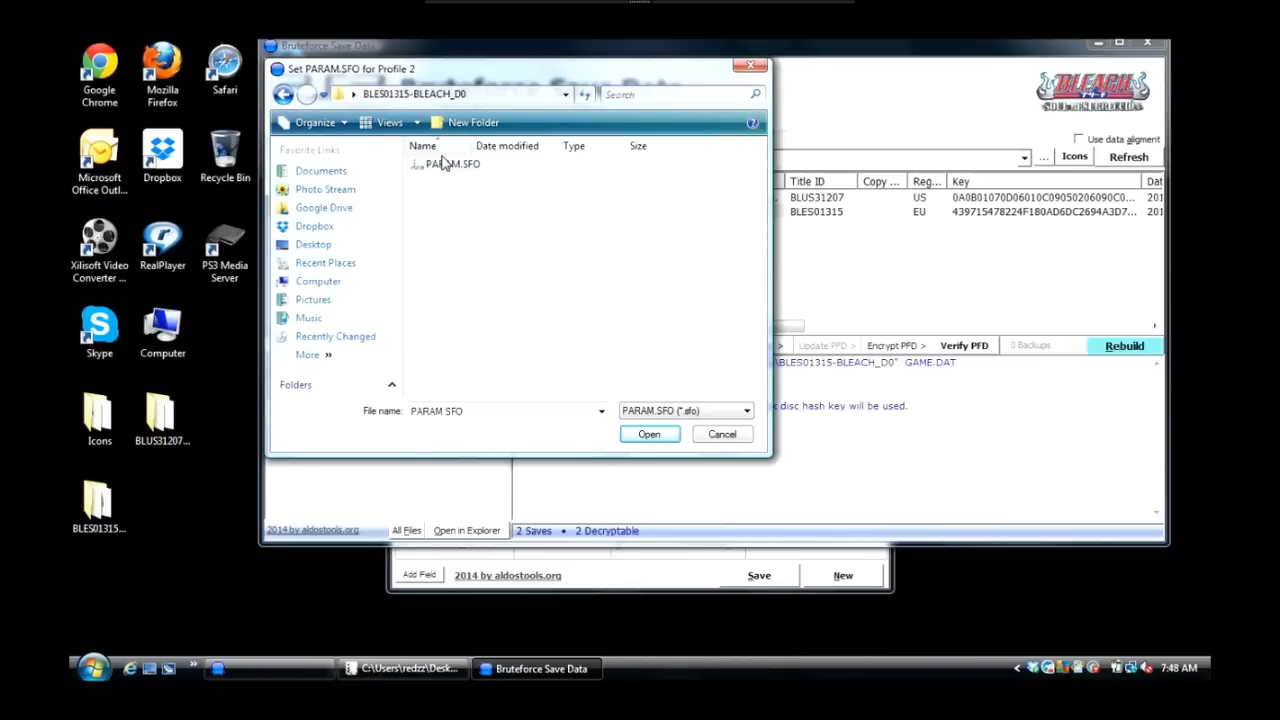 Google Chrome
Mozilla Firefox
Safari
Microsoft Office Outl...
Dropbox
Recycle Bin
Xilisoft Video Converter ...
RealPlayer
PS3 Media Server
Skype
Computer
Icons
BLUS31207...
BLES01315...
Bruteforce Save Data
Set PARAM.SFO for Profile 2
BLES01315-BLEACH_D0
Search
Organize
Views
New Folder
Favorite Links
Documents
Photo Stream
Google Drive
Dropbox
Desktop
Recent Places
Computer
Pictures
Music
Recently Changed
More »
Folders
Name Date modified Type Size
PARAM.SFO
File name: PARAM.SFO
PARAM.SFO (*.sfo)
Open Cancel
BLEACH
Use data aligment
... Icons Refresh
Title ID Copy ... Reg... Key Dat
BLUS31207 US 0A0B01070D06010C09050206090C0... 201
BLES01315 EU 439715478224F180AD6DC2694A3D7... 201
> Update PFD > Encrypt PFD > Verify PFD 0 Backups Rebuild
\BLES01315-BLEACH_D0" GAME.DAT
disc hash key will be used.
2014 by aldostools.org All Files Open in Explorer 2 Saves • 2 Decryptable
Add Field 2014 by aldostools.org Save New
C:\Users\redzz\Desk...
Bruteforce Save Data
7:48 AM